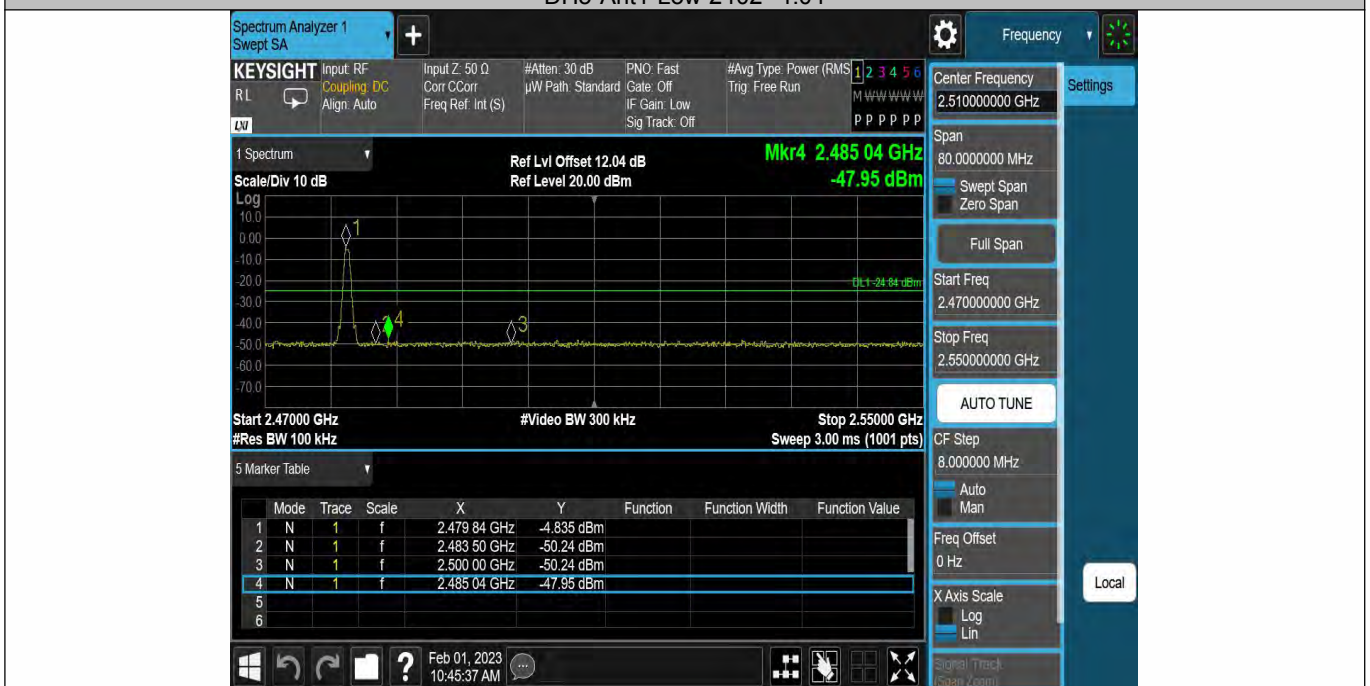 Spectrum Analyzer 1
Swept SA
+
Frequency
KEYSIGHT
RL
LXI
Input: RF
Coupling: DC
Align: Auto
Input Z: 50 Ω
Corr CCorr
Freq Ref: Int (S)
#Atten: 30 dB
µW Path: Standard
PNO: Fast
Gate: Off
IF Gain: Low
Sig Track: Off
#Avg Type: Power (RMS
Trig: Free Run
1 2 3 4 5 6
M W W W W W
P P P P P P
Center Frequency
2.510000000 GHz
Settings
Span
80.0000000 MHz
Swept Span
Zero Span
Full Span
Start Freq
2.470000000 GHz
Stop Freq
2.550000000 GHz
AUTO TUNE
CF Step
8.000000 MHz
Auto
Man
Freq Offset
0 Hz
X Axis Scale
Log
Lin
Signal Track
(Span Zoom)
Local
1 Spectrum
Scale/Div 10 dB
Ref Lvl Offset 12.04 dB
Ref Level 20.00 dBm
Mkr4 2.485 04 GHz
-47.95 dBm
Log
10.0
0.00
-10.0
-20.0
-30.0
-40.0
-50.0
-60.0
-70.0
1
4
3
DL1 -24.84 dBm
Start 2.47000 GHz
#Res BW 100 kHz
#Video BW 300 kHz
Stop 2.55000 GHz
Sweep 3.00 ms (1001 pts)
5 Marker Table
Mode Trace Scale X Y Function Function Width Function Value
1 N 1 f 2.479 84 GHz -4.835 dBm
2 N 1 f 2.483 50 GHz -50.24 dBm
3 N 1 f 2.500 00 GHz -50.24 dBm
4 N 1 f 2.485 04 GHz -47.95 dBm
5
6
?
Feb 01, 2023
10:45:37 AM